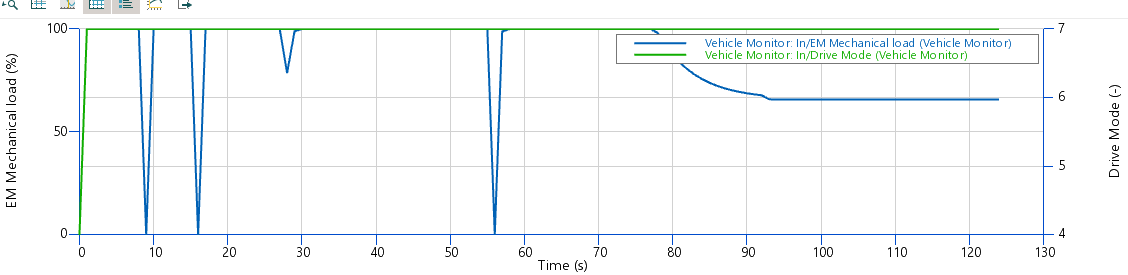 100
50
0
EM Mechanical load (%)
Vehicle Monitor: In/EM Mechanical load (Vehicle Monitor)
Vehicle Monitor: In/Drive Mode (Vehicle Monitor)
7
6
5
4
Drive Mode (-)
0 10 20 30 40 50 60 70 80 90 100 110 120 130
Time (s)